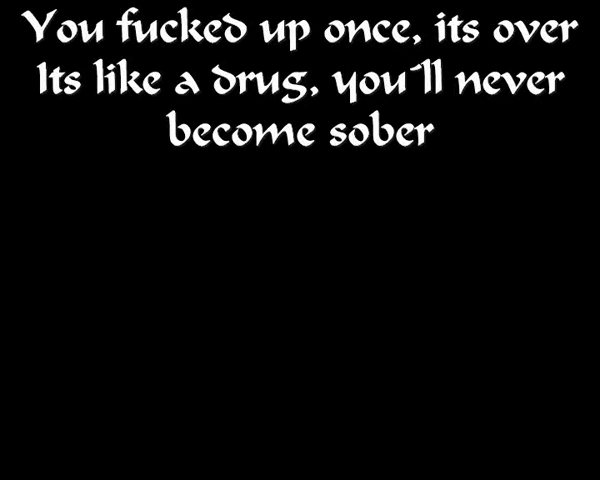 You fucked up once, its over
Its like a drug, you´ll never
become sober